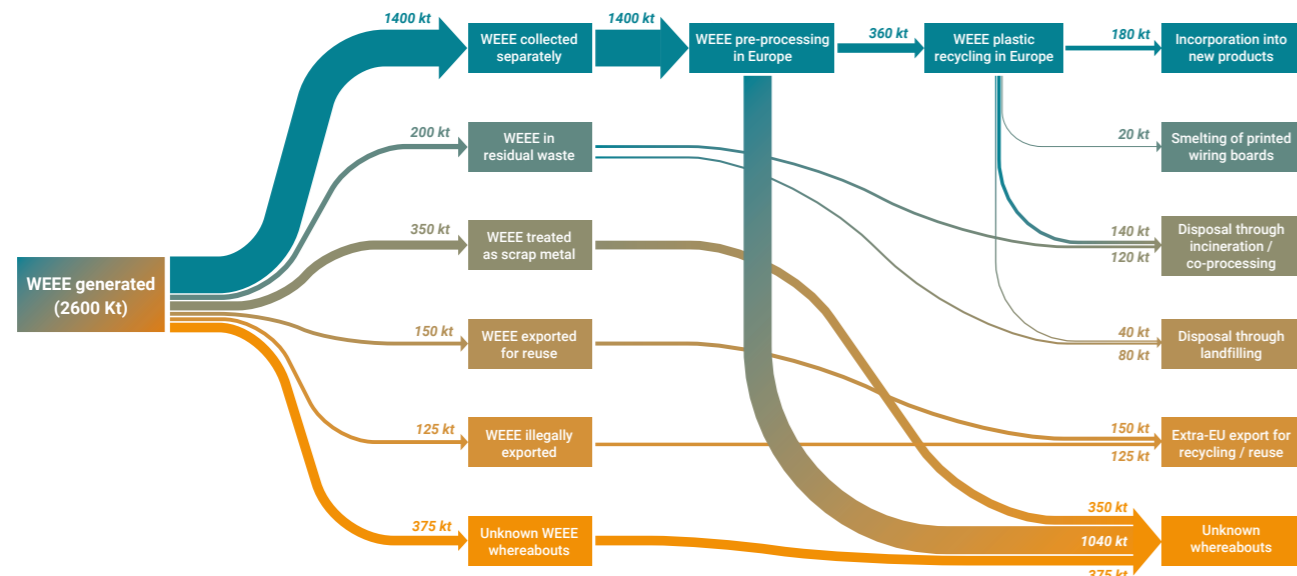 1400 kt
WEEE collected
separately
1400 kt
WEEE pre-processing
in Europe
360 kt
WEEE plastic
recycling in Europe
180 kt
Incorporation into
new products
200 kt
WEEE in
residual waste
20 kt
Smelting of printed
wiring boards
350 kt
WEEE treated
as scrap metal
140 kt
120 kt
Disposal through
incineration /
co-processing
WEEE generated
(2600 Kt)
150 kt
WEEE exported
for reuse
40 kt
80 kt
Disposal through
landfilling
125 kt
WEEE illegally
exported
150 kt
125 kt
Extra-EU export for
recycling / reuse
375 kt
Unknown WEEE
whereabouts
350 kt
1040 kt
375 kt
Unknown
whereabouts